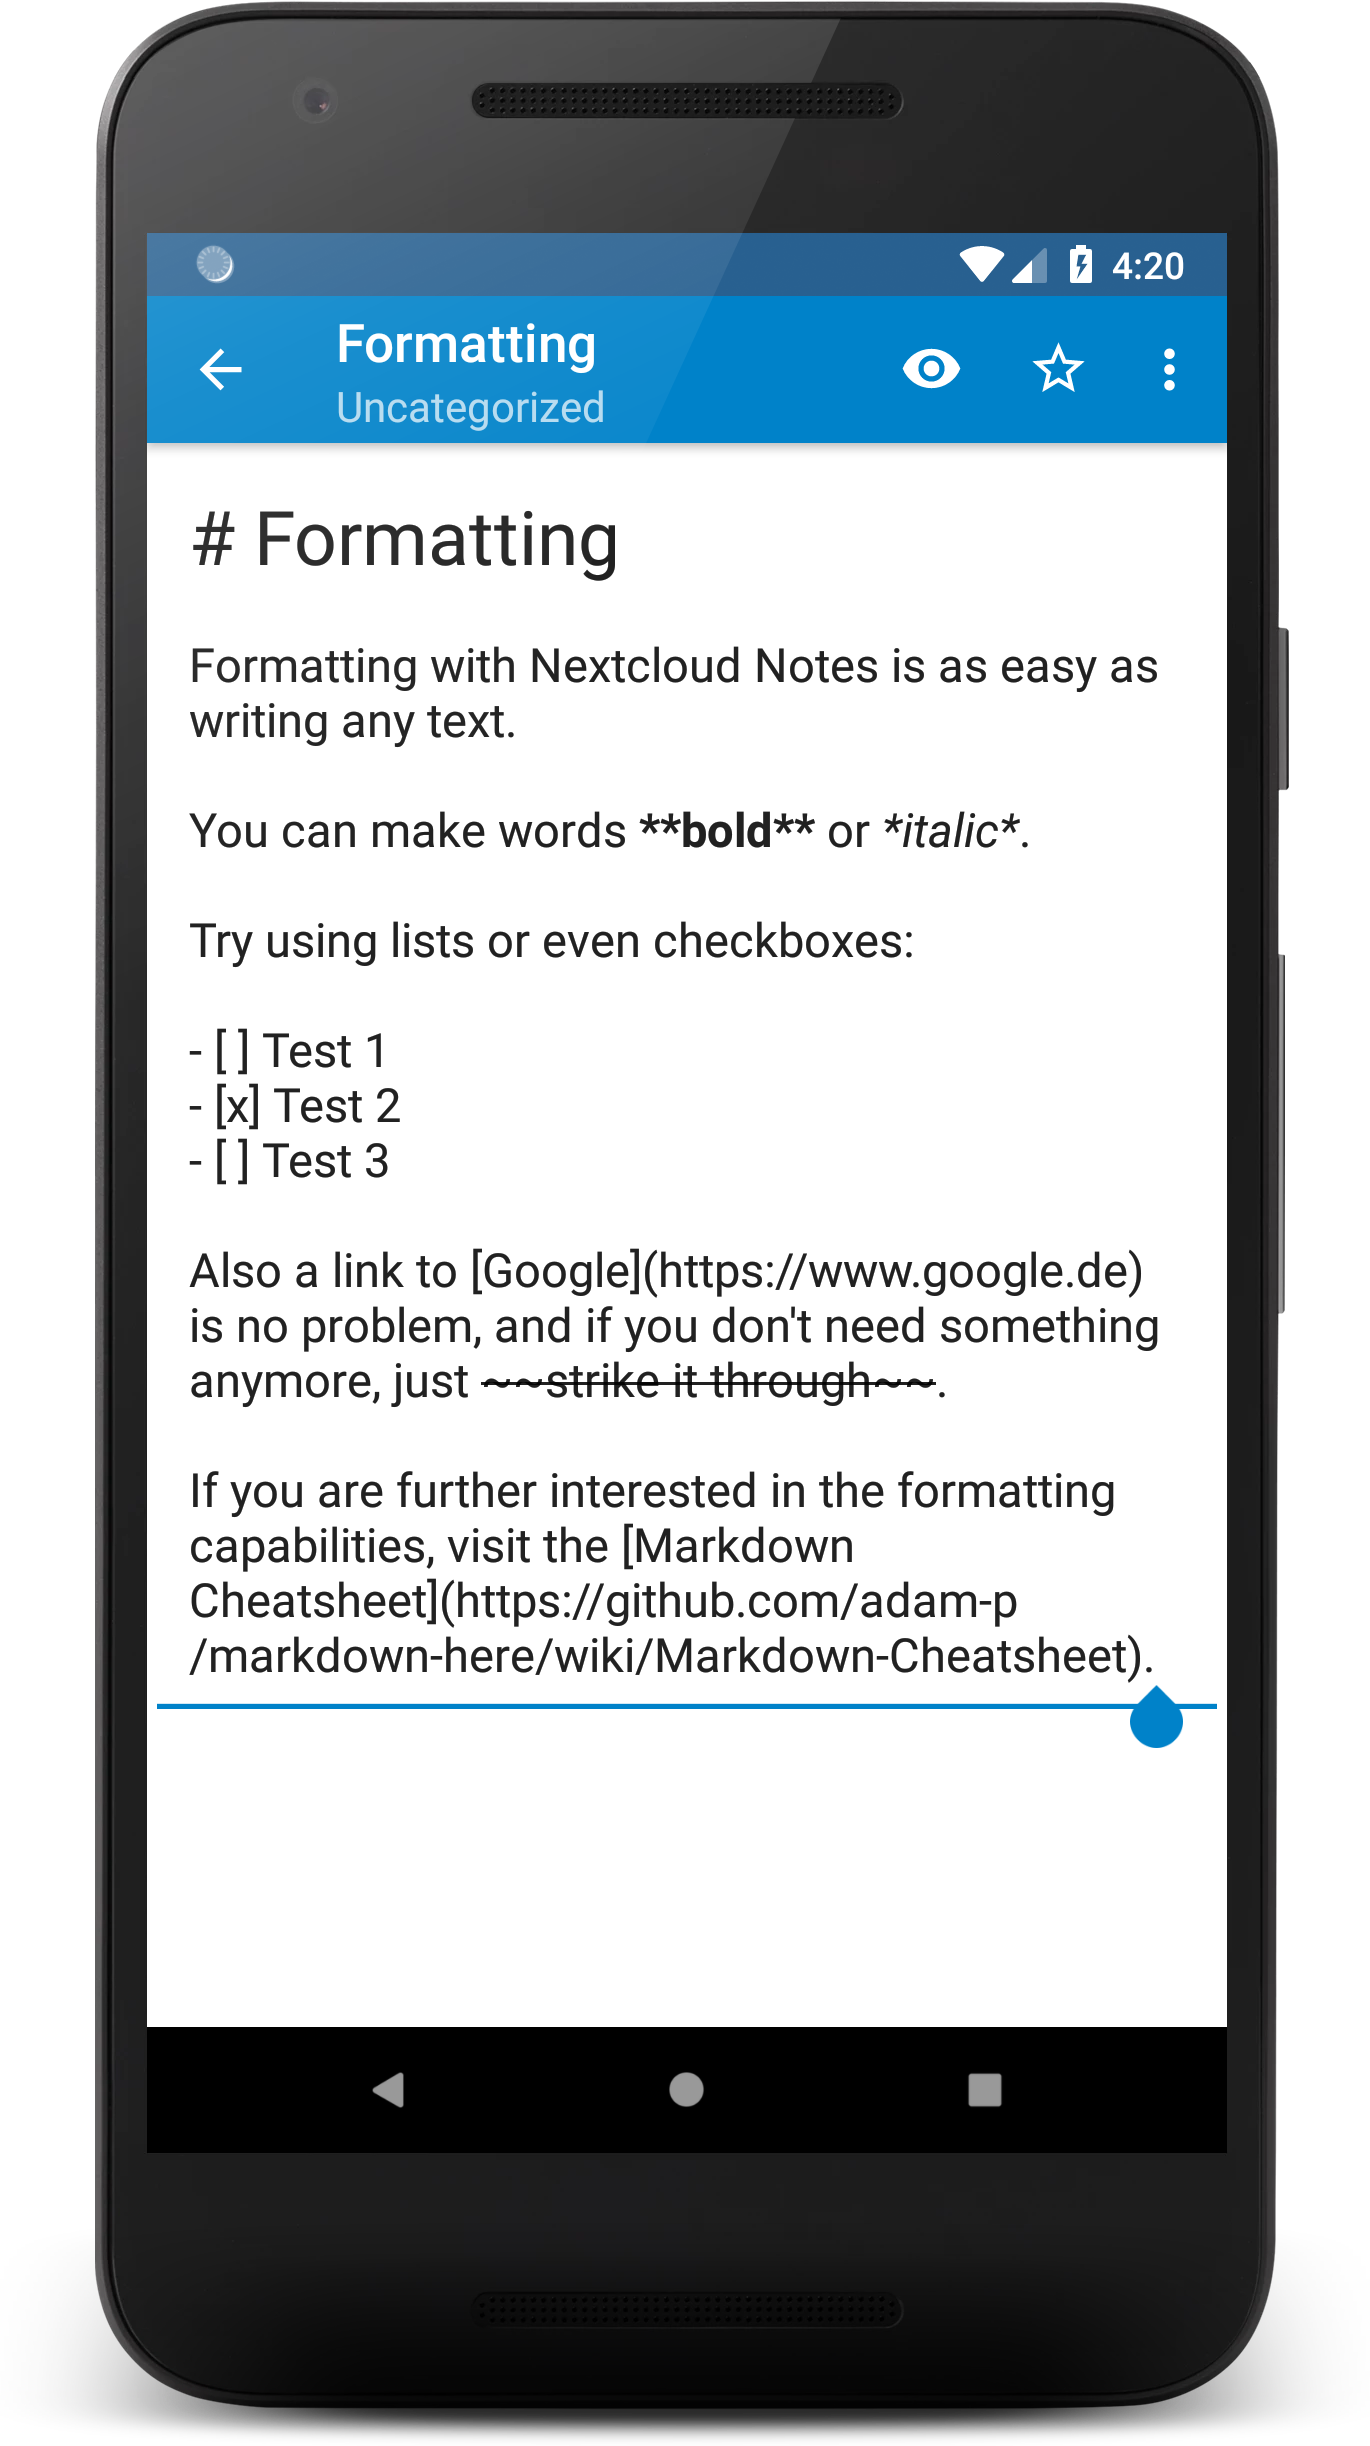 4:20
Formatting
Uncategorized
# Formatting
Formatting with Nextcloud Notes is as easy as
writing any text.
You can make words **bold** or *italic*.
Try using lists or even checkboxes:
- [ ] Test 1
- [x] Test 2
- [ ] Test 3
Also a link to [Google](https://www.google.de)
is no problem, and if you don't need something
anymore, just ~~strike it through~~.
If you are further interested in the formatting
capabilities, visit the [Markdown
Cheatsheet](https://github.com/adam-p
/markdown-here/wiki/Markdown-Cheatsheet).